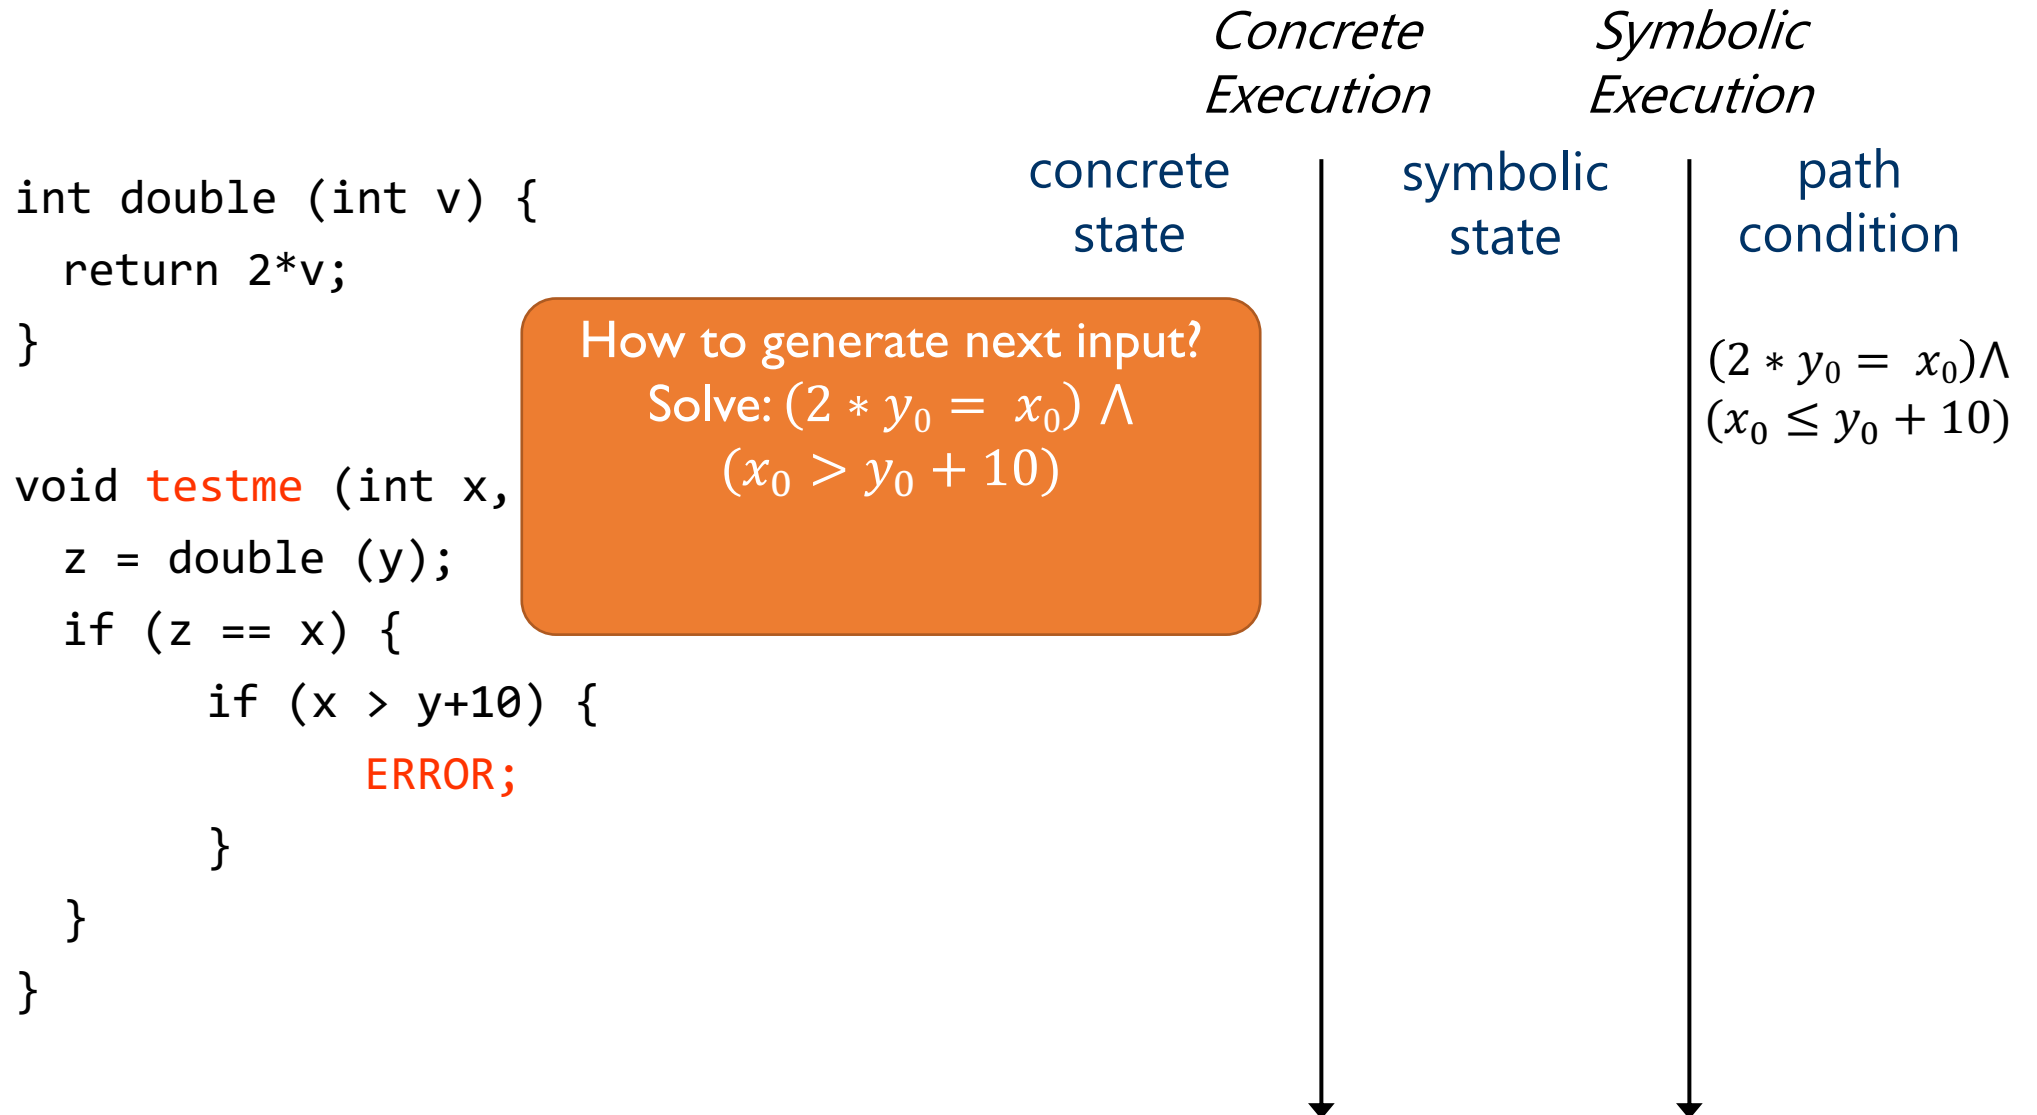 Concrete Execution
Symbolic Execution
concrete state
symbolic state
path condition
int double (int v) {
return 2*v;
}
void testme (int x,
z = double (y);
if (z == x) {
if (x > y+10) {
ERROR;
}
}
}
How to generate next input?
Solve: (2 ∗ y₀ = x₀) ⋀
(x₀ > y₀ + 10)
(2 ∗ y₀ = x₀)⋀
(x₀ ≤ y₀ + 10)